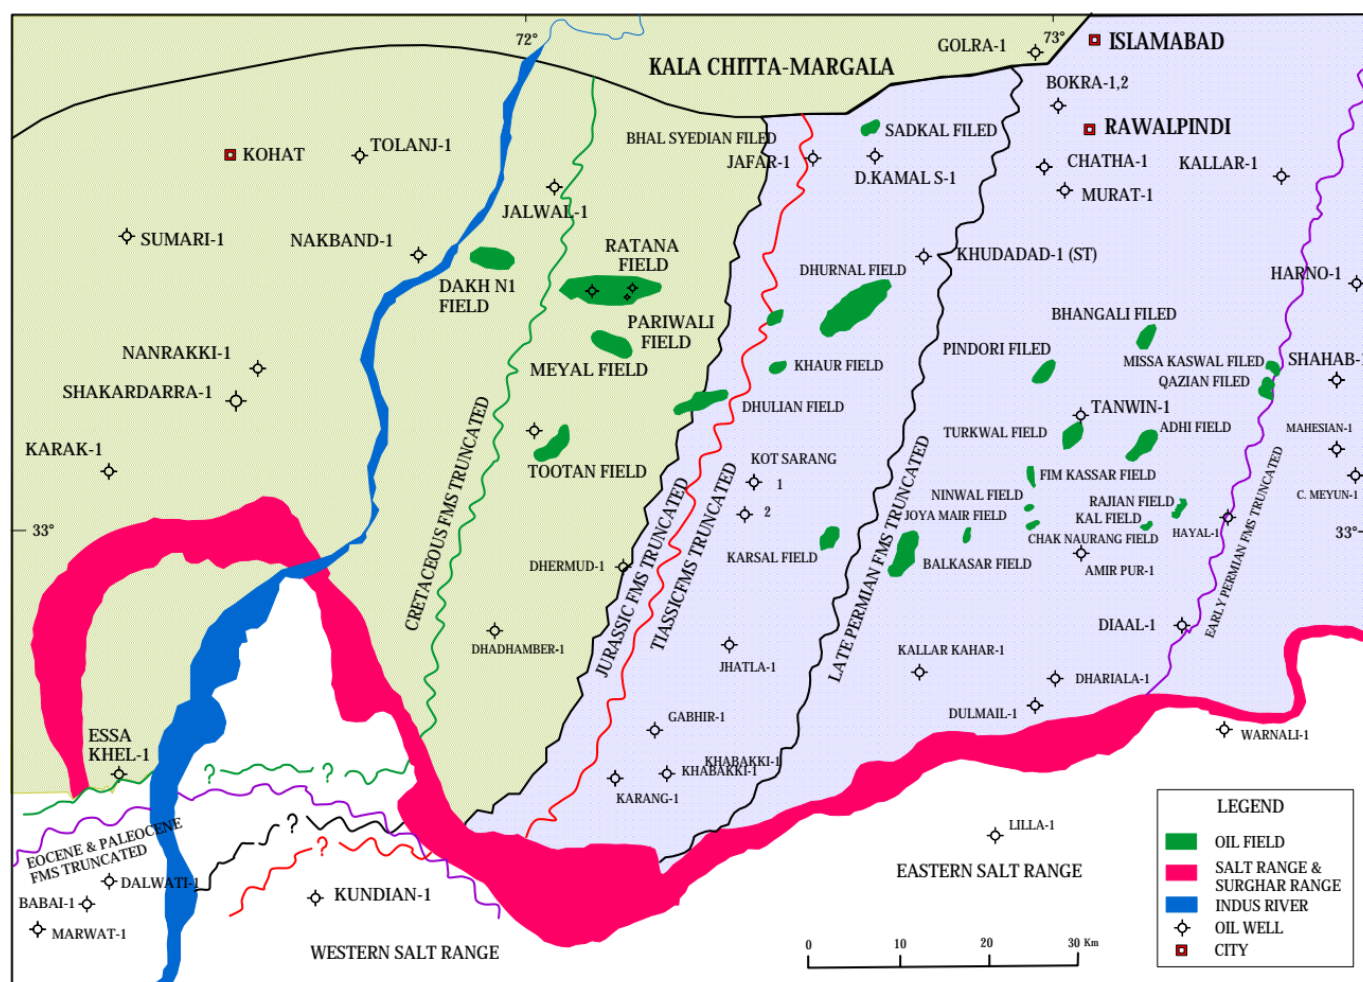 72°
73°
GOLRA-1
ISLAMABAD
KALA CHITTA-MARGALA
BOKRA-1,2
RAWALPINDI
KOHAT
TOLANJ-1
BHAL SYEDIAN FILED
SADKAL FILED
JAFAR-1
D.KAMAL S-1
CHATHA-1
KALLAR-1
MURAT-1
JALWAL-1
SUMARI-1
NAKBAND-1
RATANA
FIELD
KHUDADAD-1 (ST)
DHURNAL FIELD
HARNO-1
DAKH N1
FIELD
PARIWALI
FIELD
BHANGALI FILED
NANRAKKI-1
MEYAL FIELD
KHAUR FIELD
PINDORI FILED
MISSA KASWAL FILED
SHAHAB-1
QAZIAN FILED
SHAKARDARRA-1
DHULIAN FIELD
TANWIN-1
TURKWAL FIELD
ADHI FIELD
MAHESIAN-1
KARAK-1
TOOTAN FIELD
KOT SARANG
1
2
FIM KASSAR FIELD
NINWAL FIELD
RAJIAN FIELD
C. MEYUN-1
JOYA MAIR FIELD
KAL FIELD
33°
CHAK NAURANG FIELD
HAYAL-1
33°
KARSAL FIELD
BALKASAR FIELD
AMIR PUR-1
DHERMUD-1
CRETACEOUS FMS TRUNCATED
JURASSIC FMS TRUNCATED
TIASSIC FMS TRUNCATED
LATE PERMIAN FMS TRUNCATED
EARLY PERMIAN FMS TRUNCATED
DIAAL-1
DHADHAMBER-1
JHATLA-1
KALLAR KAHAR-1
DHARIALA-1
DULMAIL-1
GABHIR-1
WARNALI-1
ESSA
KHEL-1
?
?
KHABAKKI-1
KHABAKKI-1
KARANG-1
?
?
EOCENE & PALEOCENE
FMS TRUNCATED
LILLA-1
DALWATI-1
BABAI-1
MARWAT-1
KUNDIAN-1
EASTERN SALT RANGE
WESTERN SALT RANGE
0
10
20
30 Km
LEGEND
OIL FIELD
SALT RANGE &
SURGHAR RANGE
INDUS RIVER
OIL WELL
CITY